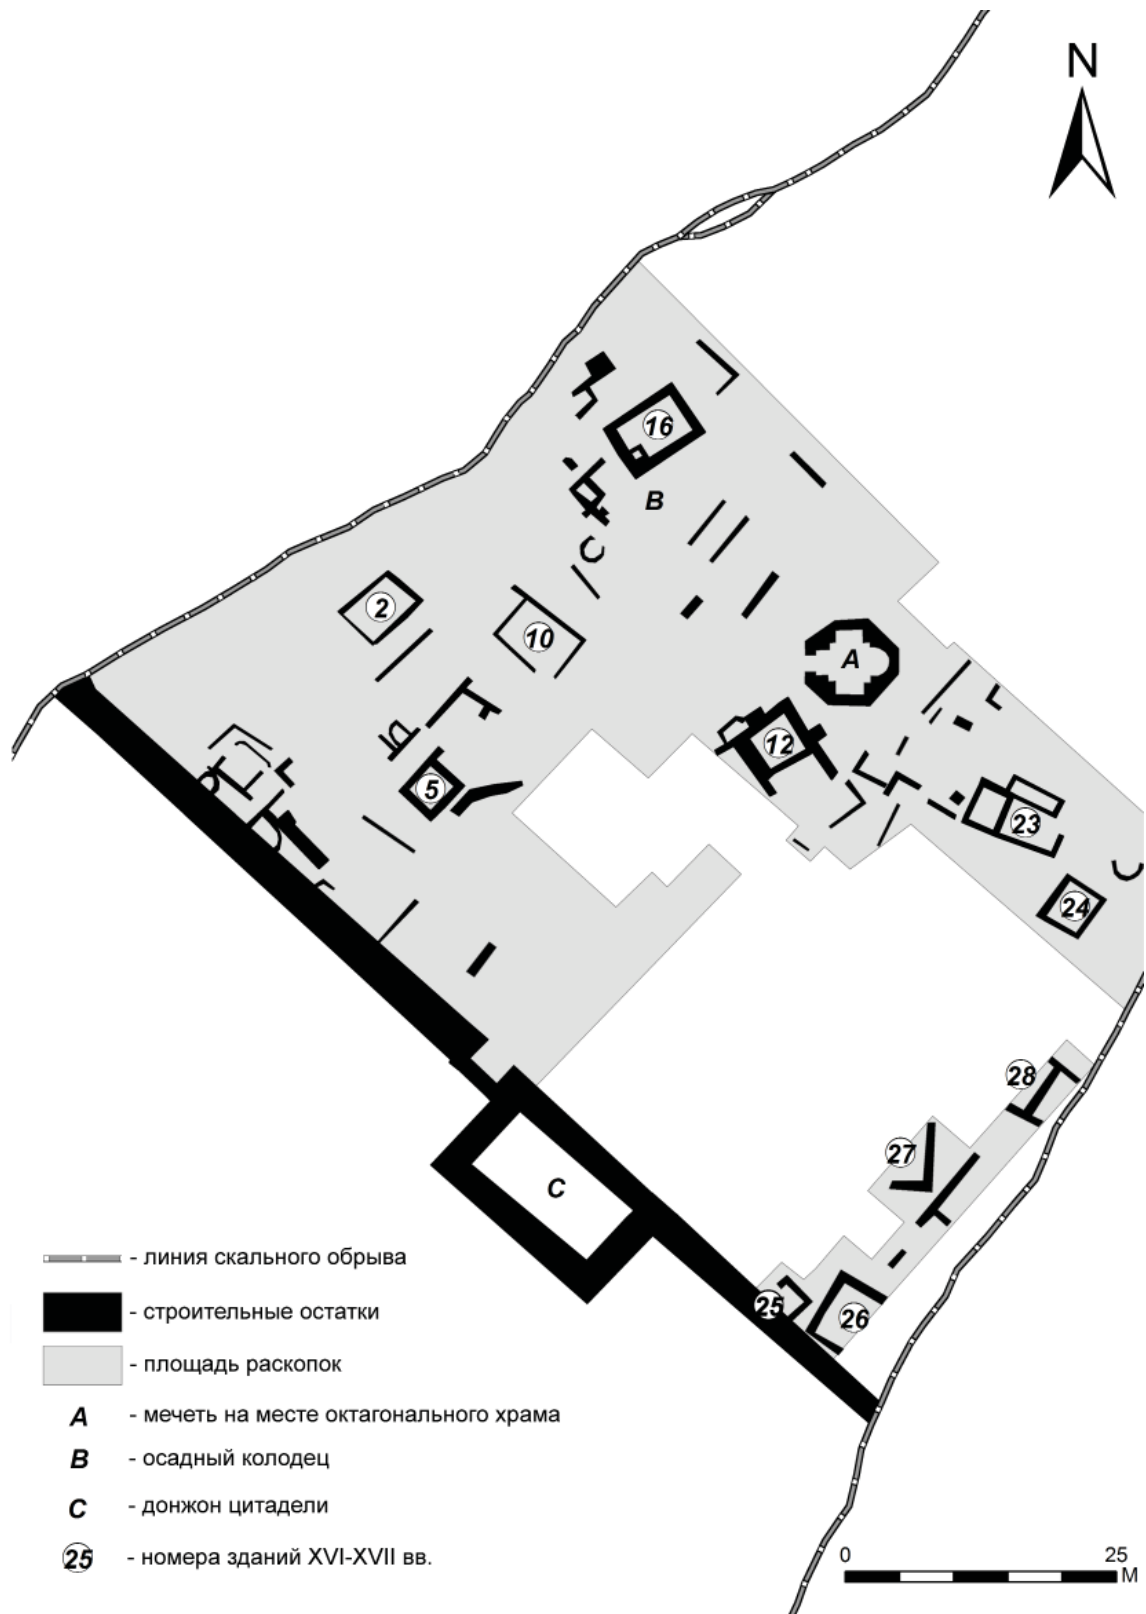 N
16
B
2
10
A
12
5
23
24
28
27
C
25
26
- линия скального обрыва
- строительные остатки
- площадь раскопок
A - мечеть на месте октагонального храма
B - осадный колодец
C - донжон цитадели
25 - номера зданий XVI-XVII вв.
0 25
М